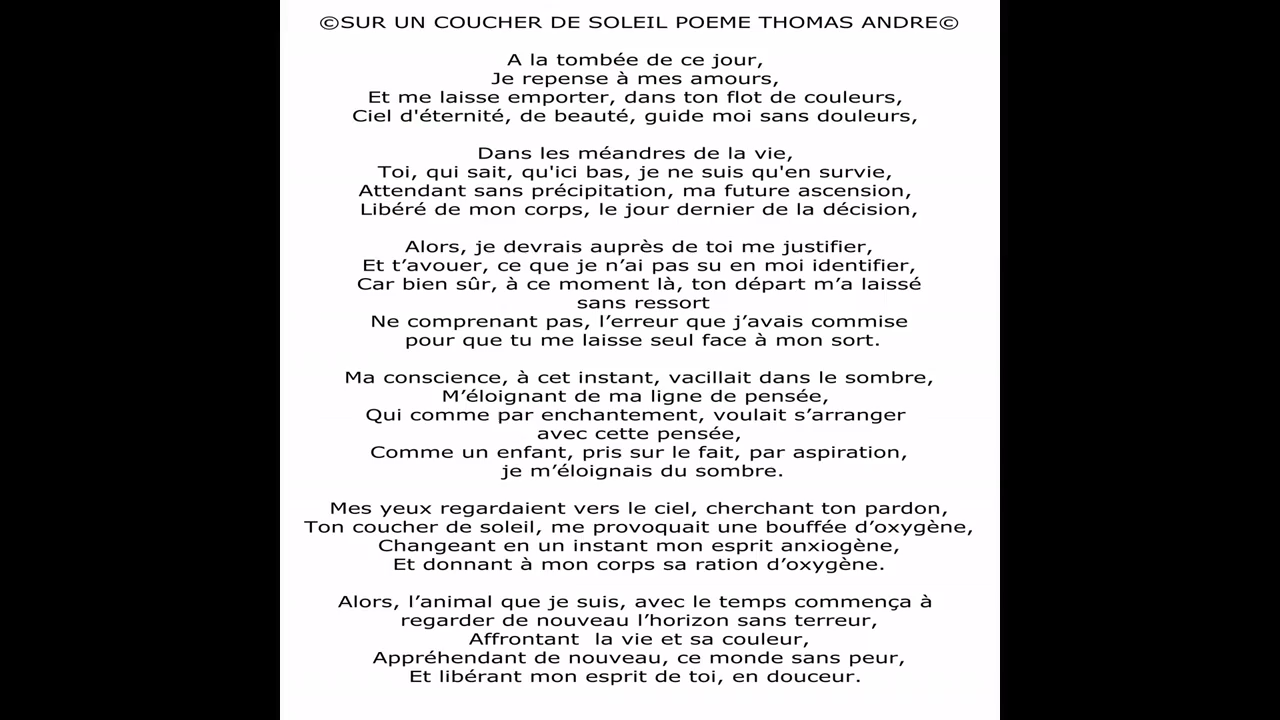 ©SUR UN COUCHER DE SOLEIL POEME THOMAS ANDRE©
A la tombée de ce jour,
Je repense à mes amours,
Et me laisse emporter, dans ton flot de couleurs,
Ciel d'éternité, de beauté, guide moi sans douleurs,
Dans les méandres de la vie,
Toi, qui sait, qu'ici bas, je ne suis qu'en survie,
Attendant sans précipitation, ma future ascension,
Libéré de mon corps, le jour dernier de la décision,
Alors, je devrais auprès de toi me justifier,
Et t’avouer, ce que je n’ai pas su en moi identifier,
Car bien sûr, à ce moment là, ton départ m’a laissé
sans ressort
Ne comprenant pas, l’erreur que j’avais commise
pour que tu me laisse seul face à mon sort.
Ma conscience, à cet instant, vacillait dans le sombre,
M’éloignant de ma ligne de pensée,
Qui comme par enchantement, voulait s’arranger
avec cette pensée,
Comme un enfant, pris sur le fait, par aspiration,
je m’éloignais du sombre.
Mes yeux regardaient vers le ciel, cherchant ton pardon,
Ton coucher de soleil, me provoquait une bouffée d’oxygène,
Changeant en un instant mon esprit anxiogène,
Et donnant à mon corps sa ration d’oxygène.
Alors, l’animal que je suis, avec le temps commença à
regarder de nouveau l’horizon sans terreur,
Affrontant  la vie et sa couleur,
Appréhendant de nouveau, ce monde sans peur,
Et libérant mon esprit de toi, en douceur.